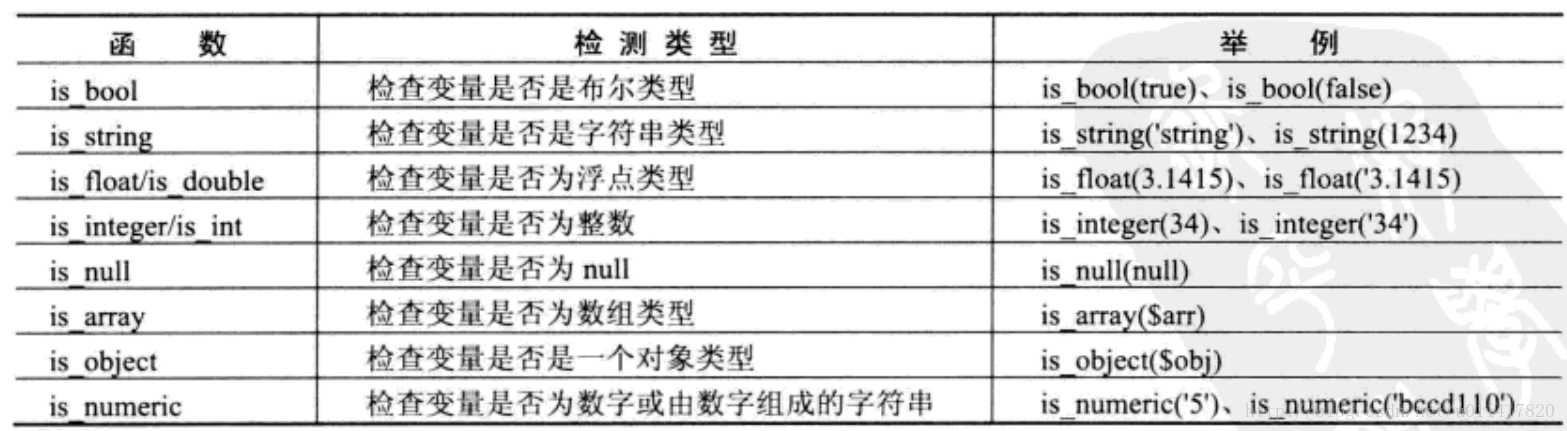 函 数 检 测 类 型 举 例
is_bool 检查变量是否是布尔类型 is_bool(true)、is_bool(false)
is_string 检查变量是否是字符串类型 is_string('string')、is_string(1234)
is_float/is_double 检查变量是否为浮点类型 is_float(3.1415)、is_float('3.1415)
is_integer/is_int 检查变量是否为整数 is_integer(34)、is_integer('34')
is_null 检查变量是否为 null is_null(null)
is_array 检查变量是否为数组类型 is_array($arr)
is_object 检查变量是否是一个对象类型 is_object($obj)
is_numeric 检查变量是否为数字或由数字组成的字符串 is_numeric('5')、is_numeric('bccd110')